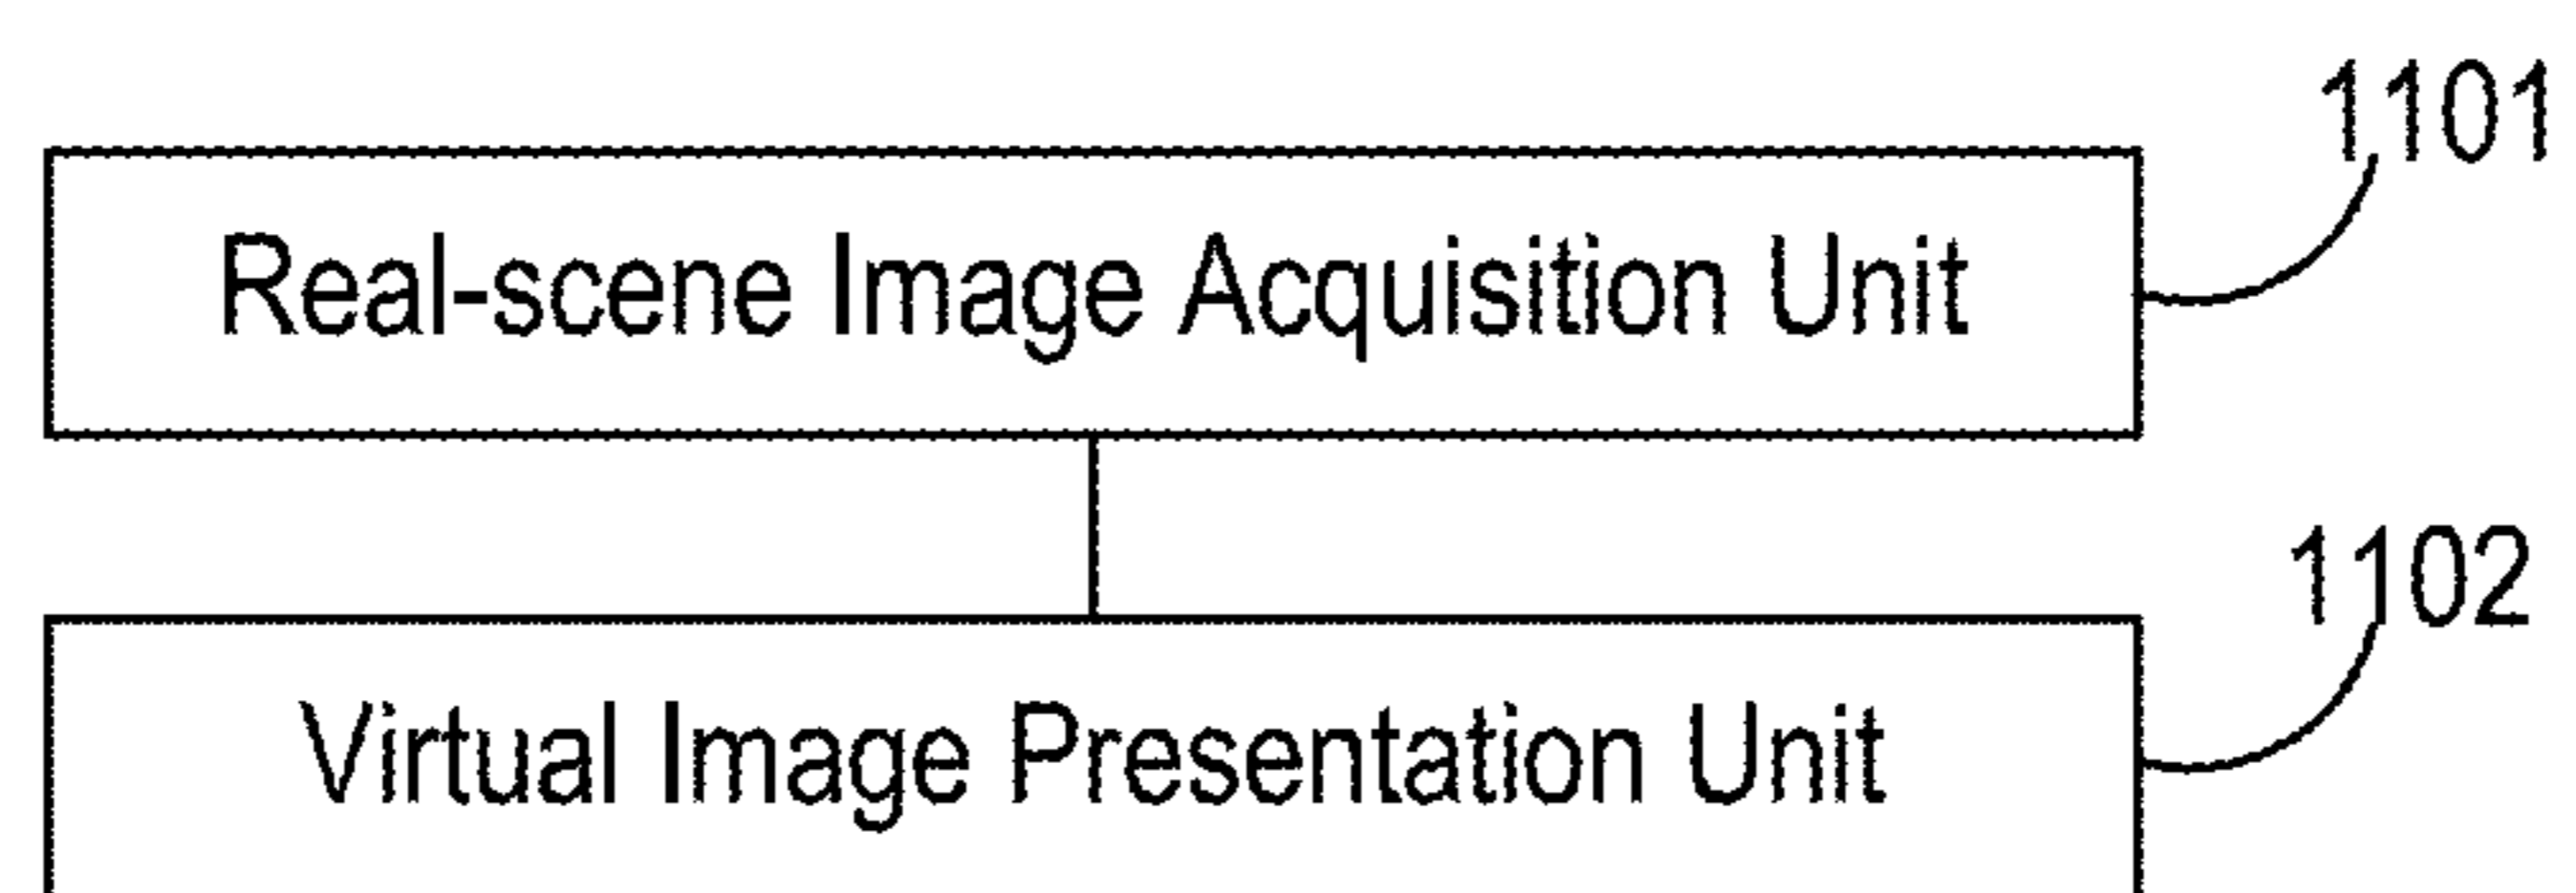 1101
Real-scene Image Acquisition Unit
1102
Virtual Image Presentation Unit